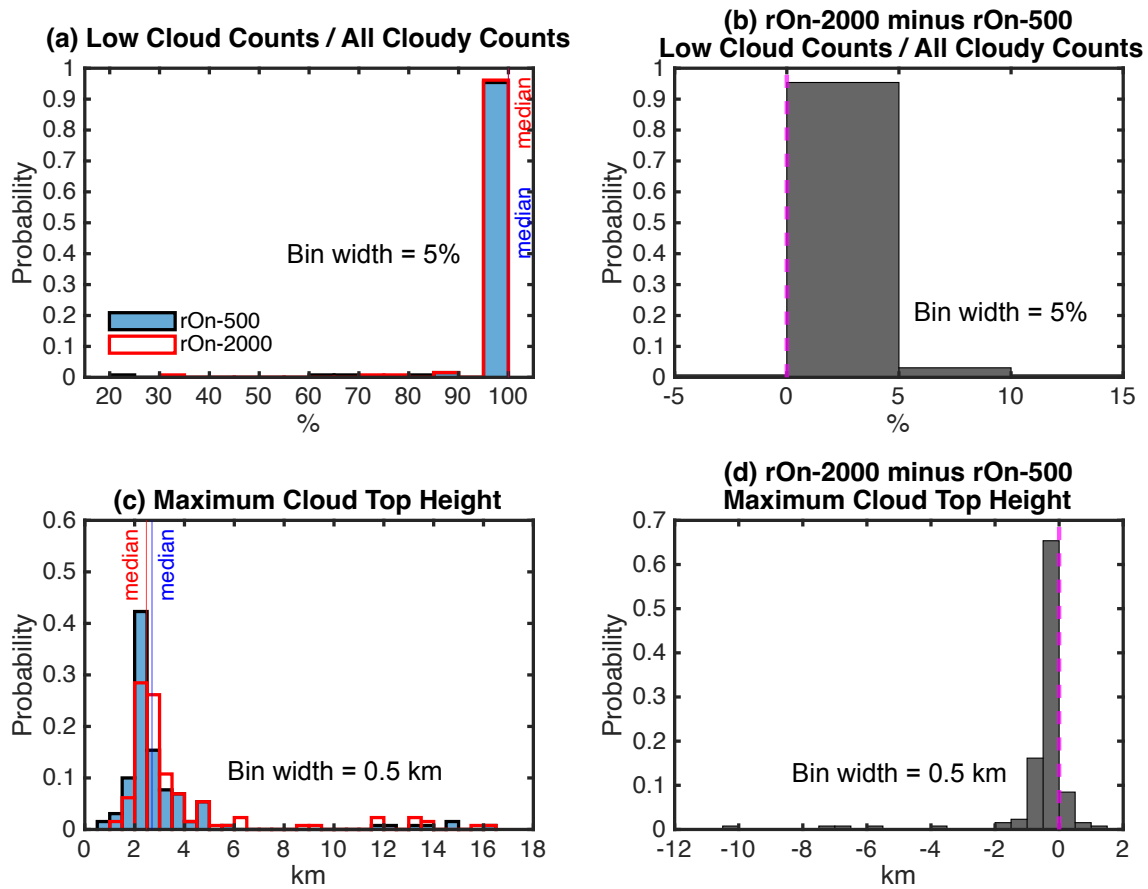 (a) Low Cloud Counts / All Cloudy Counts
1
0.9
0.8
0.7
0.6
0.5
0.4
0.3
0.2
0.1
0
Probability
median
median
Bin width = 5%
rOn-500
rOn-2000
20 30 40 50 60 70 80 90 100
%
(b) rOn-2000 minus rOn-500
Low Cloud Counts / All Cloudy Counts
1
0.9
0.8
0.7
0.6
0.5
0.4
0.3
0.2
0.1
0
Probability
Bin width = 5%
-5 0 5 10 15
%
(c) Maximum Cloud Top Height
0.6
0.5
0.4
0.3
0.2
0.1
0
Probability
median
median
Bin width = 0.5 km
0 2 4 6 8 10 12 14 16 18
km
(d) rOn-2000 minus rOn-500
Maximum Cloud Top Height
0.7
0.6
0.5
0.4
0.3
0.2
0.1
0
Probability
Bin width = 0.5 km
-12 -10 -8 -6 -4 -2 0 2
km